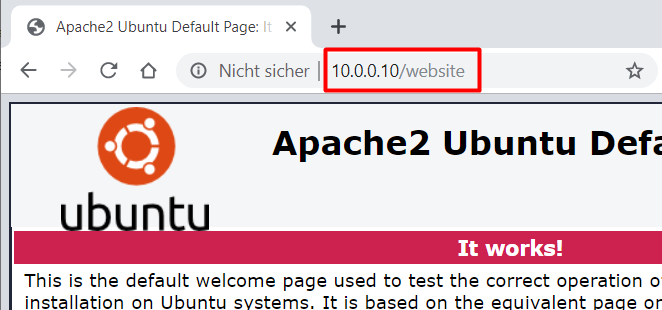 Apache2 Ubuntu Default Page: It
Nicht sicher | 10.0.0.10/website
ubuntu
Apache2 Ubuntu Defa
It works!
This is the default welcome page used to test the correct operation o
installation on Ubuntu systems. It is based on the equivalent page on